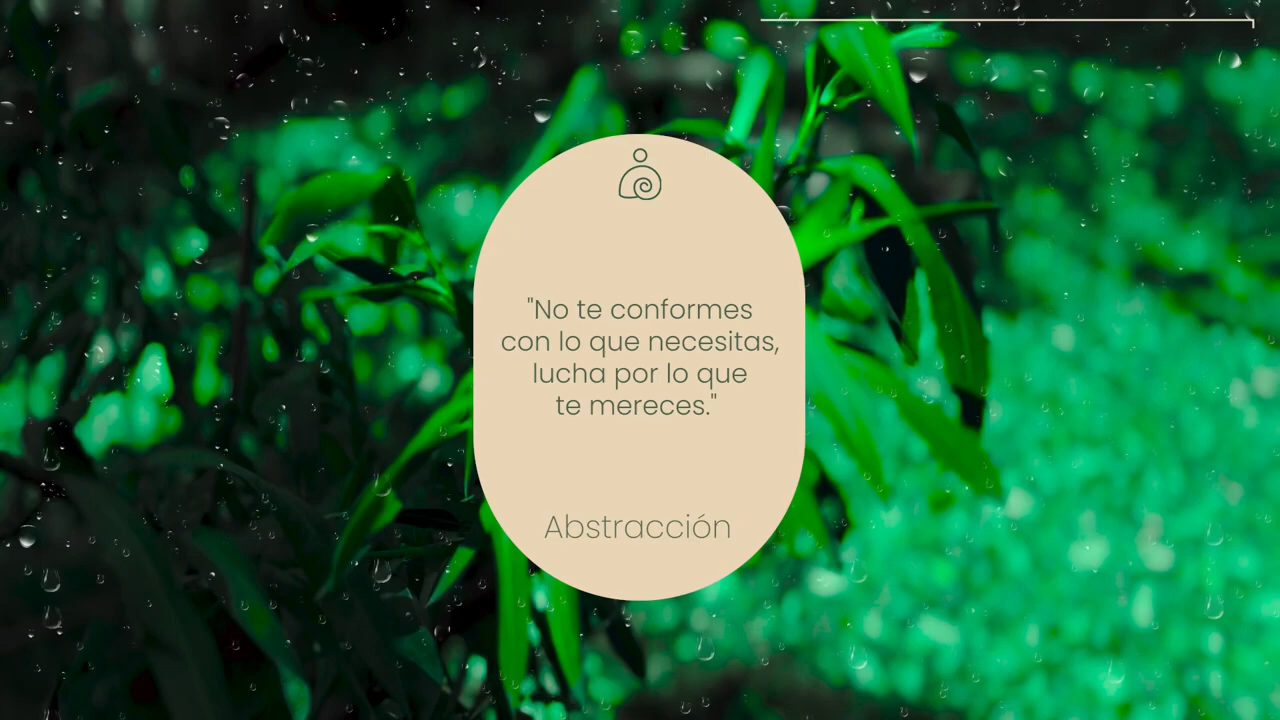 "No te conformes
con lo que necesitas,
lucha por lo que
te mereces."
Abstracción